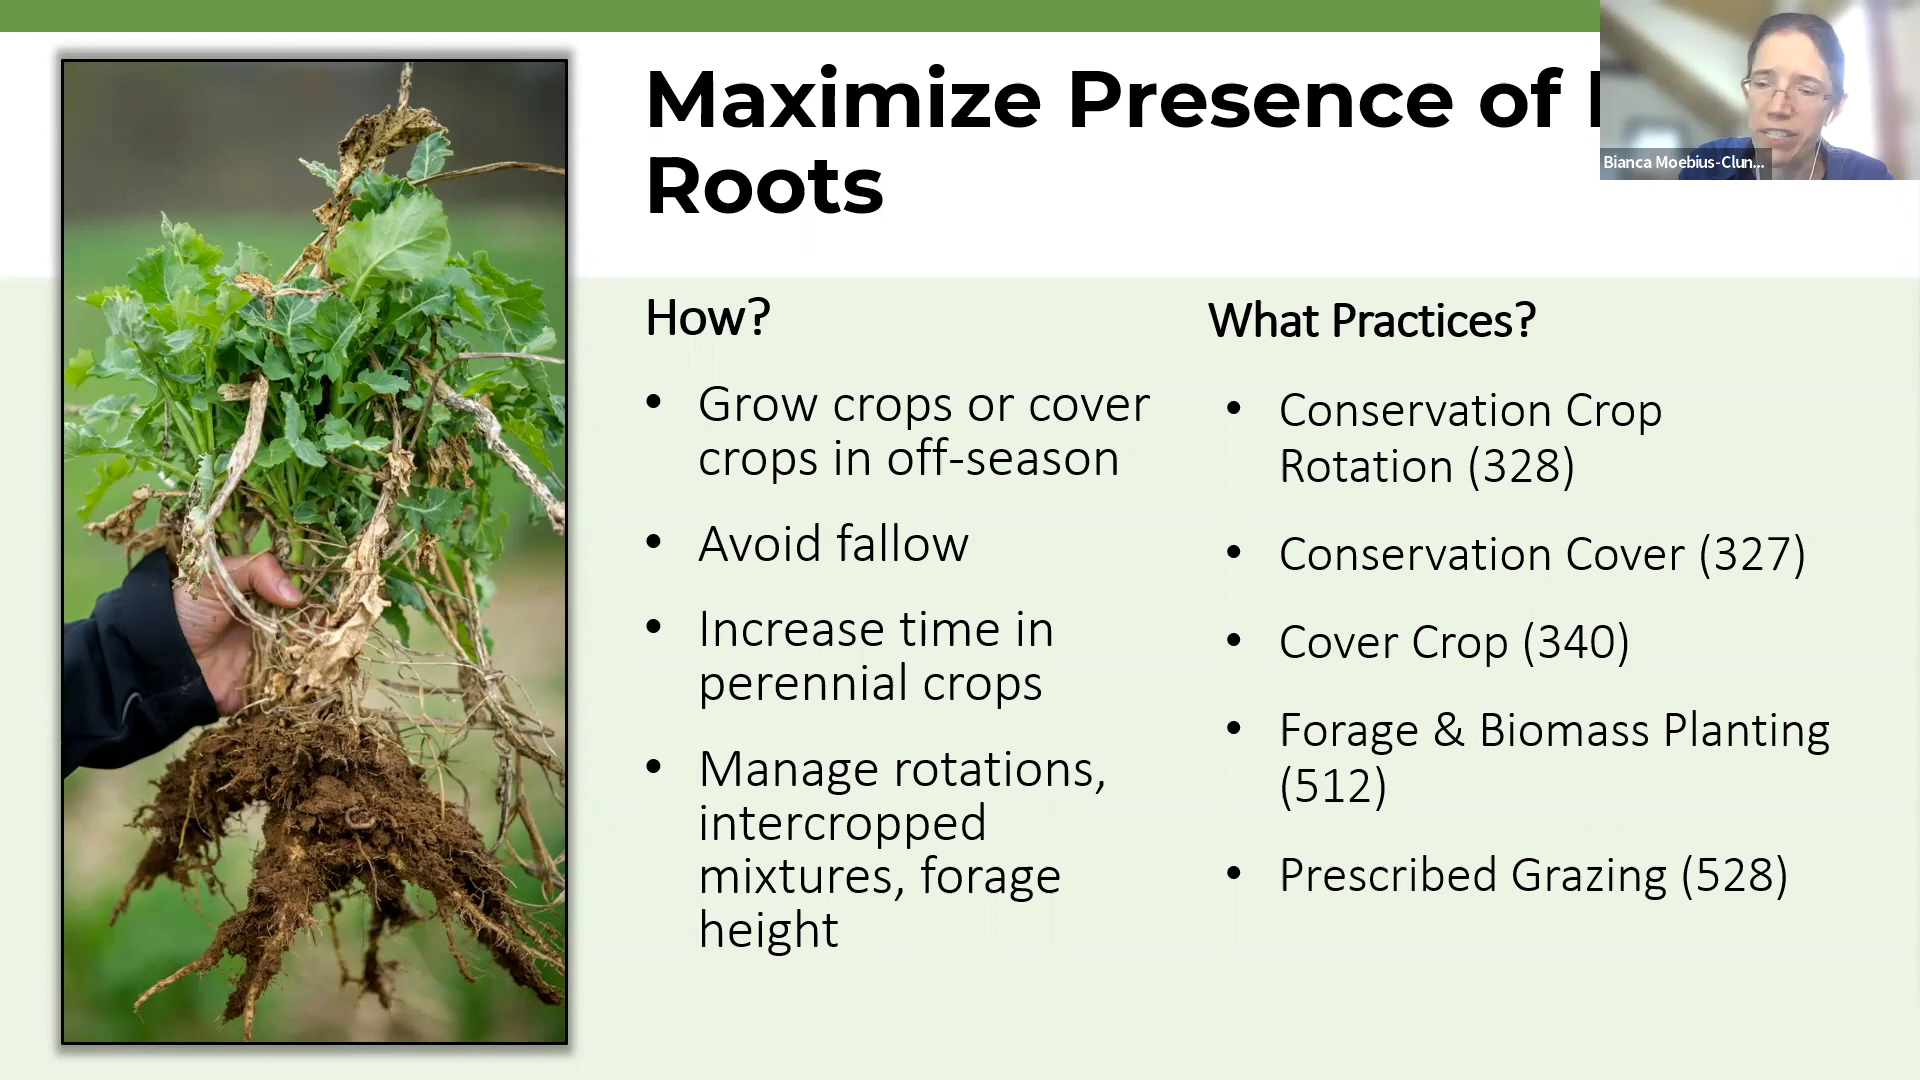 Maximize Presence of
Roots
Bianca Moebius-Clun...
How?
• Grow crops or cover
crops in off-season
• Avoid fallow
• Increase time in
perennial crops
• Manage rotations,
intercropped
mixtures, forage
height
What Practices?
• Conservation Crop
Rotation (328)
• Conservation Cover (327)
• Cover Crop (340)
• Forage & Biomass Planting
(512)
• Prescribed Grazing (528)